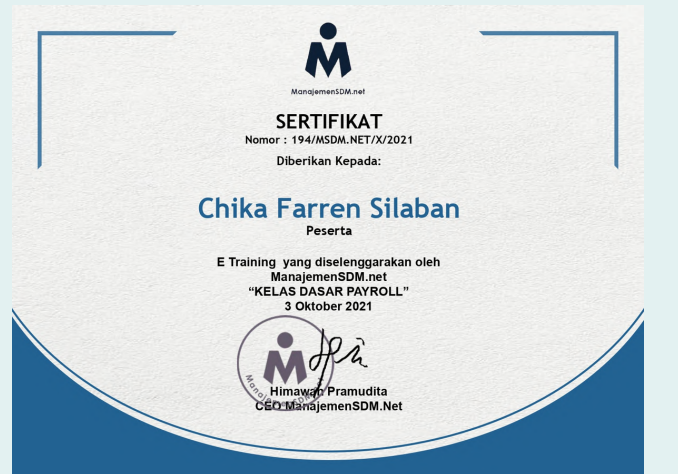 ManajemenSDM.net
SERTIFIKAT
Nomor : 194/MSDM.NET/X/2021
Diberikan Kepada:
Chika Farren Silaban
Peserta
E Training yang diselenggarakan oleh
ManajemenSDM.net
“KELAS DASAR PAYROLL”
3 Oktober 2021
Himawan Pramudita
CEO ManajemenSDM.Net